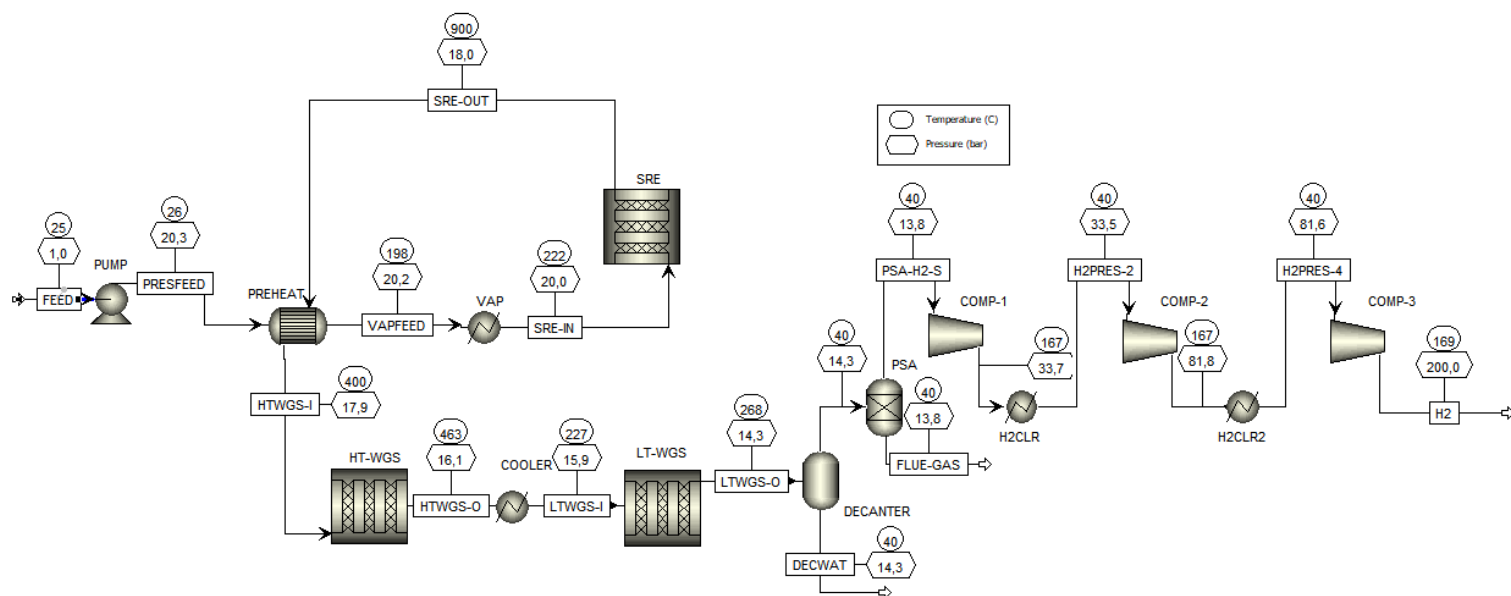 900
18,0
SRE-OUT
Temperature (C)
Pressure (bar)
SRE
25
1,0
FEED
PUMP
26
20,3
PRESFEED
PREHEAT
198
20,2
VAPFEED
VAP
222
20,0
SRE-IN
400
17,9
HTWGS-I
HT-WGS
463
16,1
HTWGS-O
COOLER
227
15,9
LTWGS-I
LT-WGS
268
14,3
LTWGS-O
DECANTER
40
14,3
DECWAT
40
14,3
PSA
40
13,8
FLUE-GAS
40
13,8
PSA-H2-S
COMP-1
167
33,7
H2CLR
40
33,5
H2PRES-2
COMP-2
167
81,8
H2CLR2
40
81,6
H2PRES-4
COMP-3
169
200,0
H2